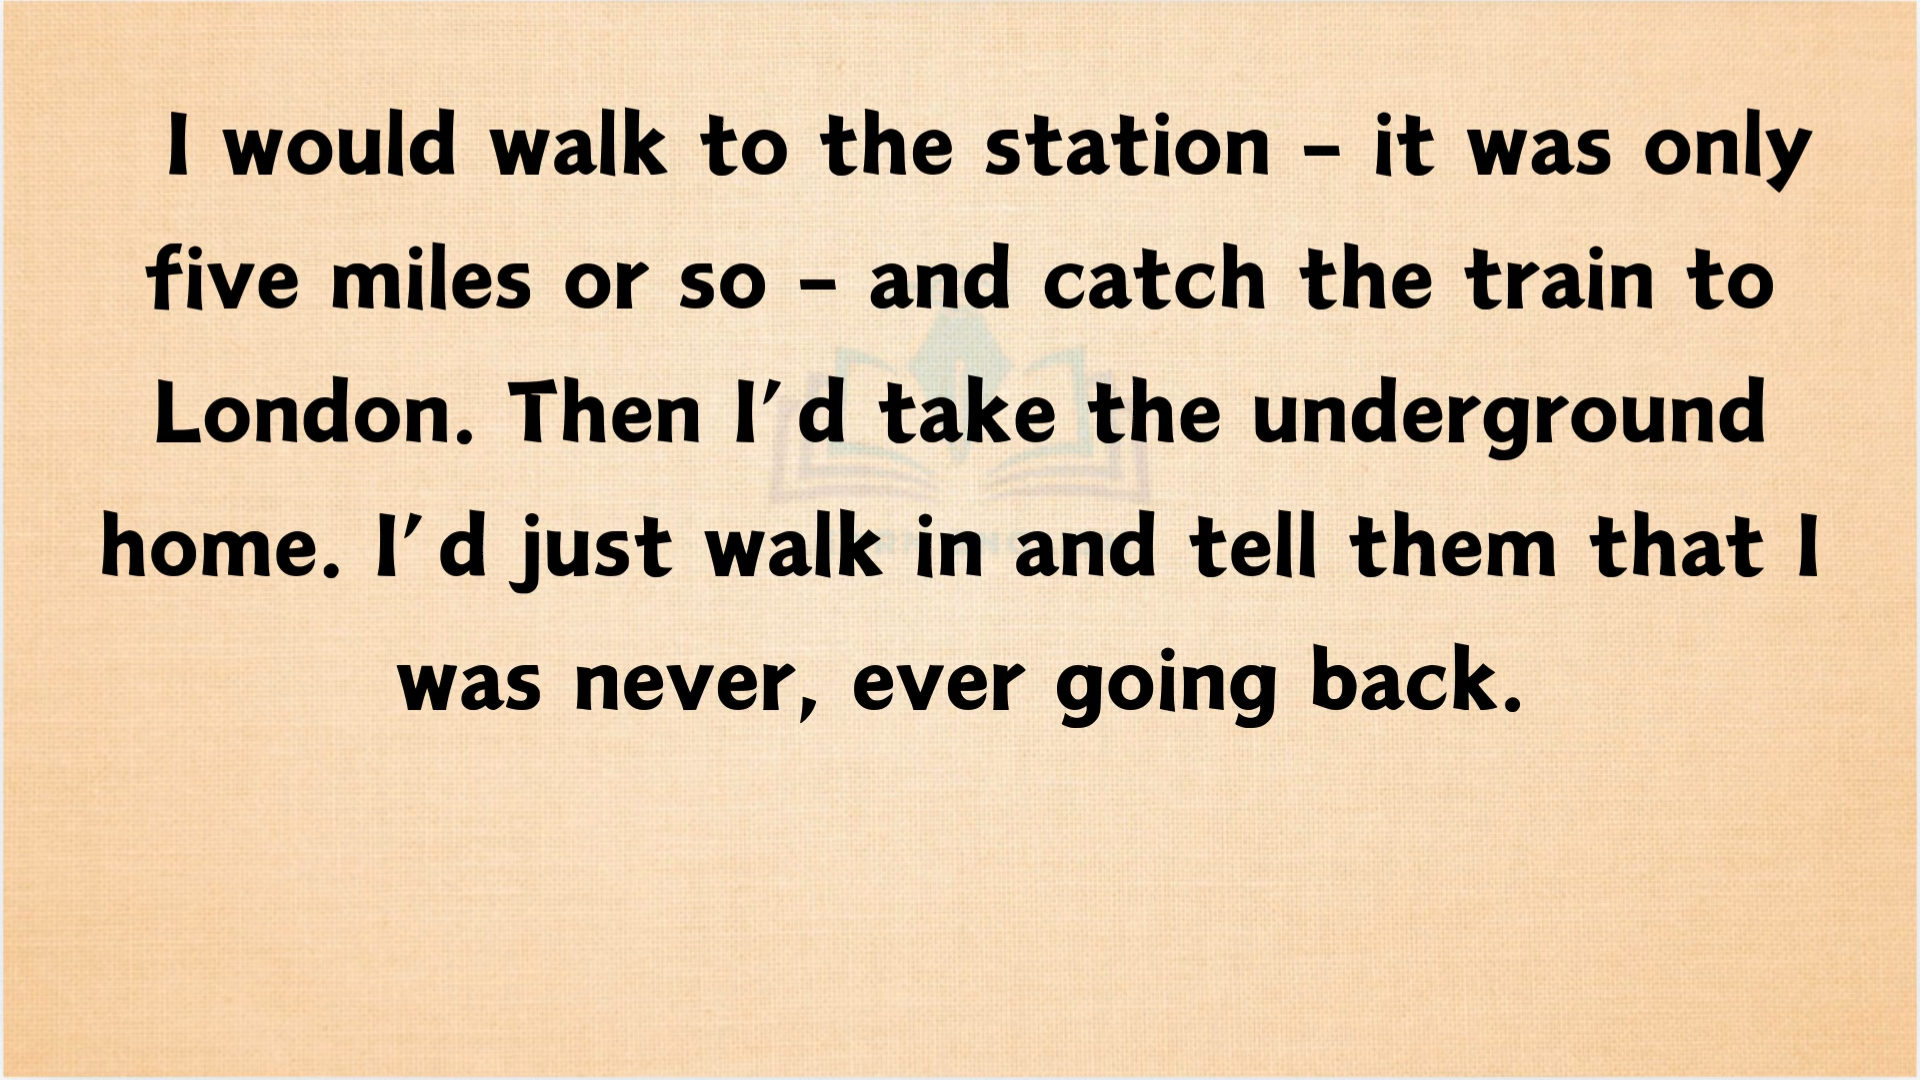 I would walk to the station – it was only
five miles or so – and catch the train to
London. Then I’d take the underground
home. I’d just walk in and tell them that I
was never, ever going back.